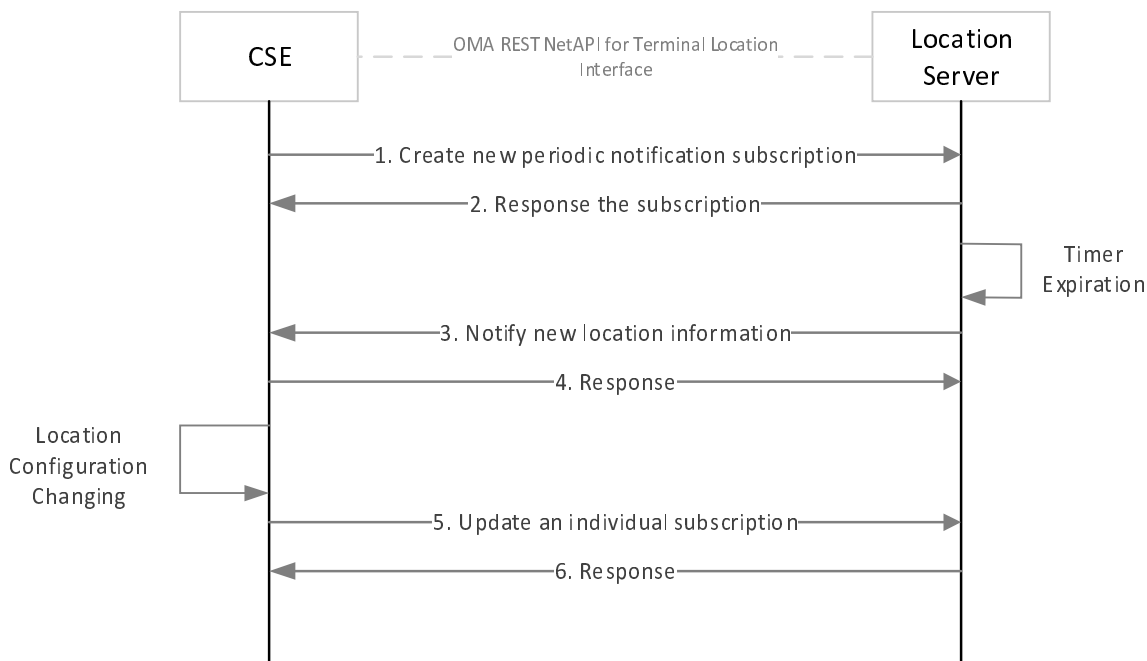 CSE
OMA REST NetAPI for Terminal Location
Interface
Location
Server
1. Create new periodic notification subscription
2. Response the subscription
Timer
Expiration
3. Notify new location information
4. Response
Location
Configuration
Changing
5. Update an individual subscription
6. Response